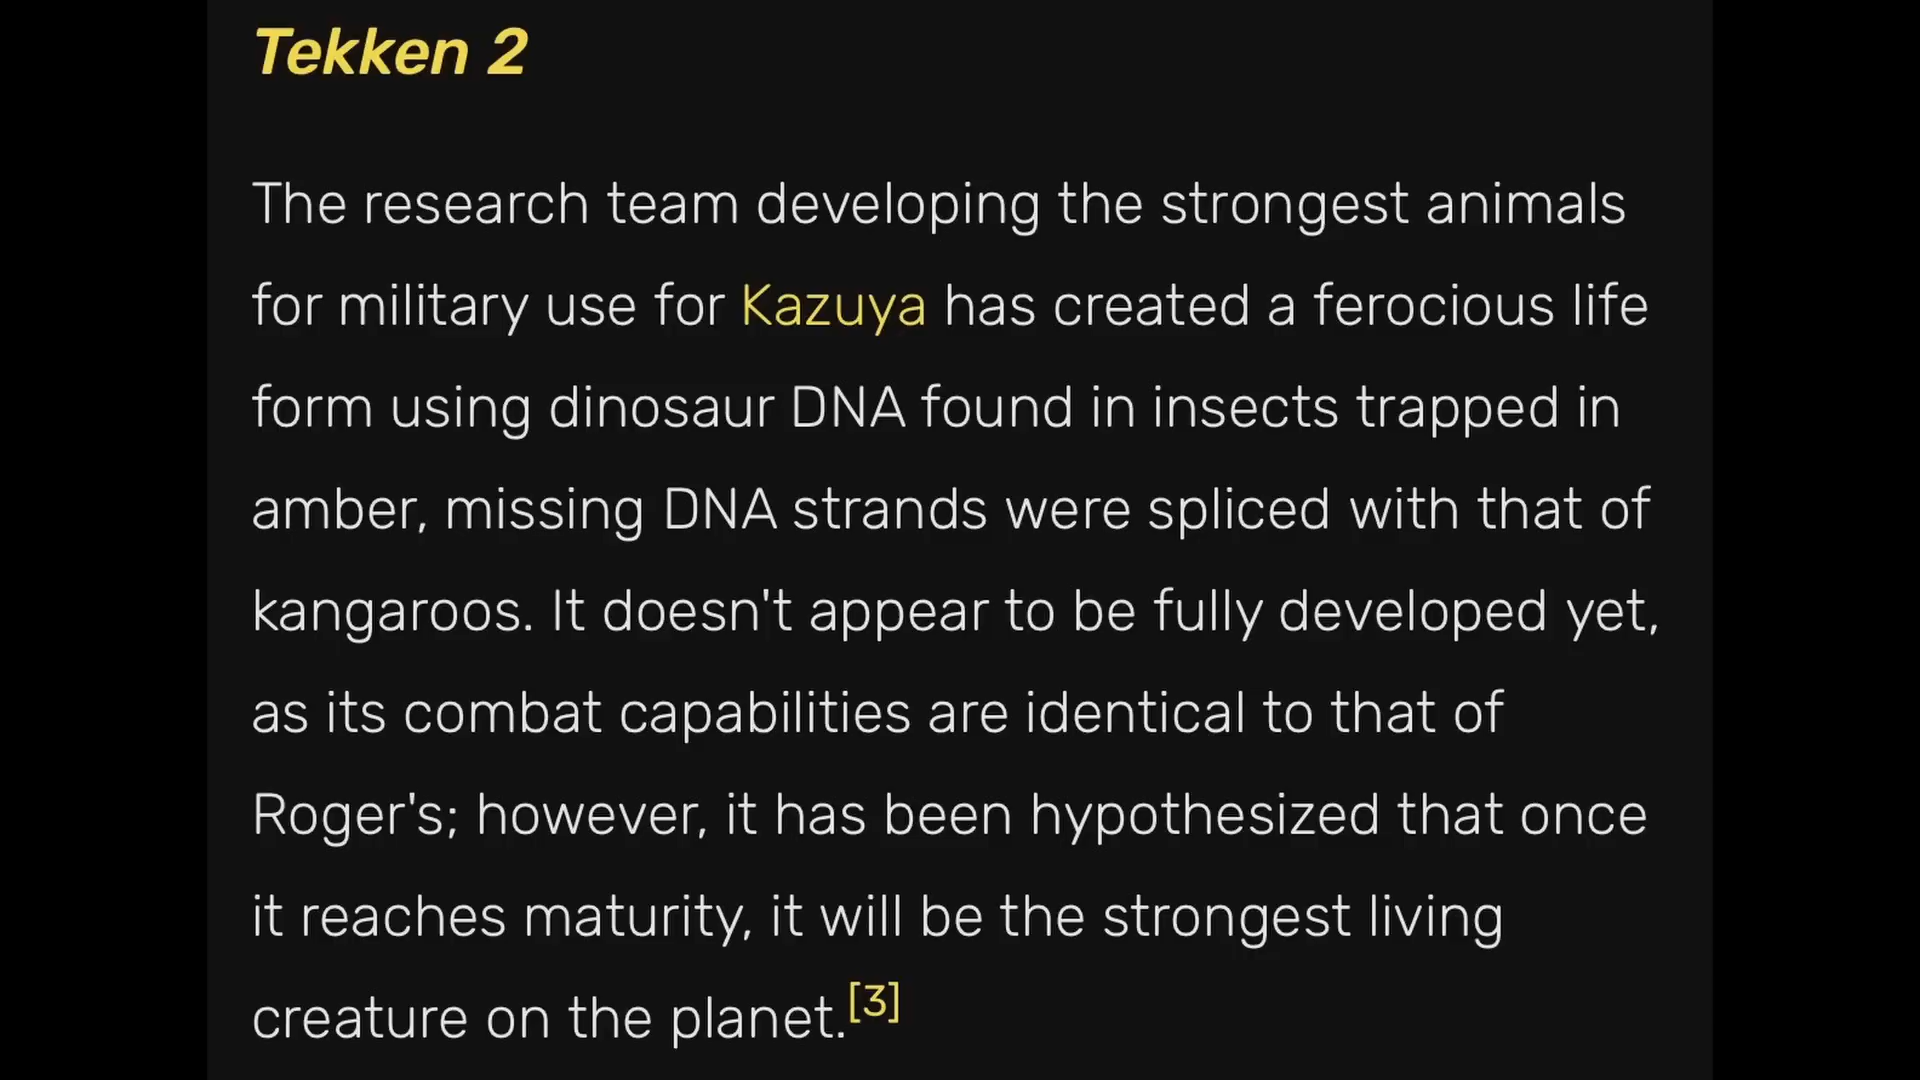 Tekken 2
The research team developing the strongest animals
for military use for Kazuya has created a ferocious life
form using dinosaur DNA found in insects trapped in
amber, missing DNA strands were spliced with that of
kangaroos. It doesn't appear to be fully developed yet,
as its combat capabilities are identical to that of
Roger's; however, it has been hypothesized that once
it reaches maturity, it will be the strongest living
creature on the planet.[3]